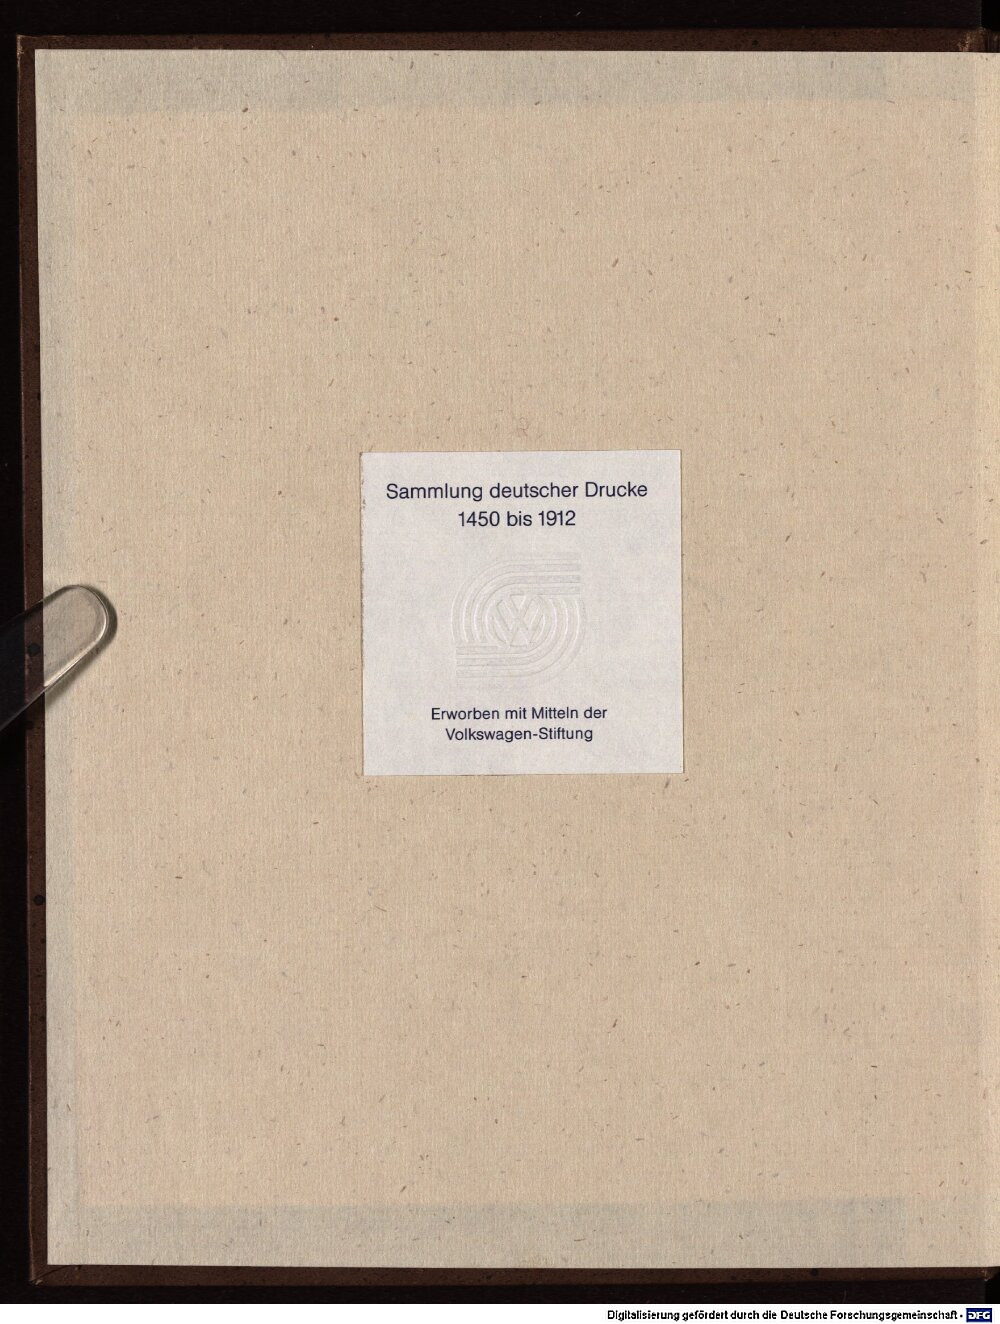 Sammlung deutscher Drucke
1450 bis 1912
VW
Erworben mit Mitteln der
Volkswagen-Stiftung
Digitalisierung gefördert durch die Deutsche Forschungsgemeinschaft - DFG